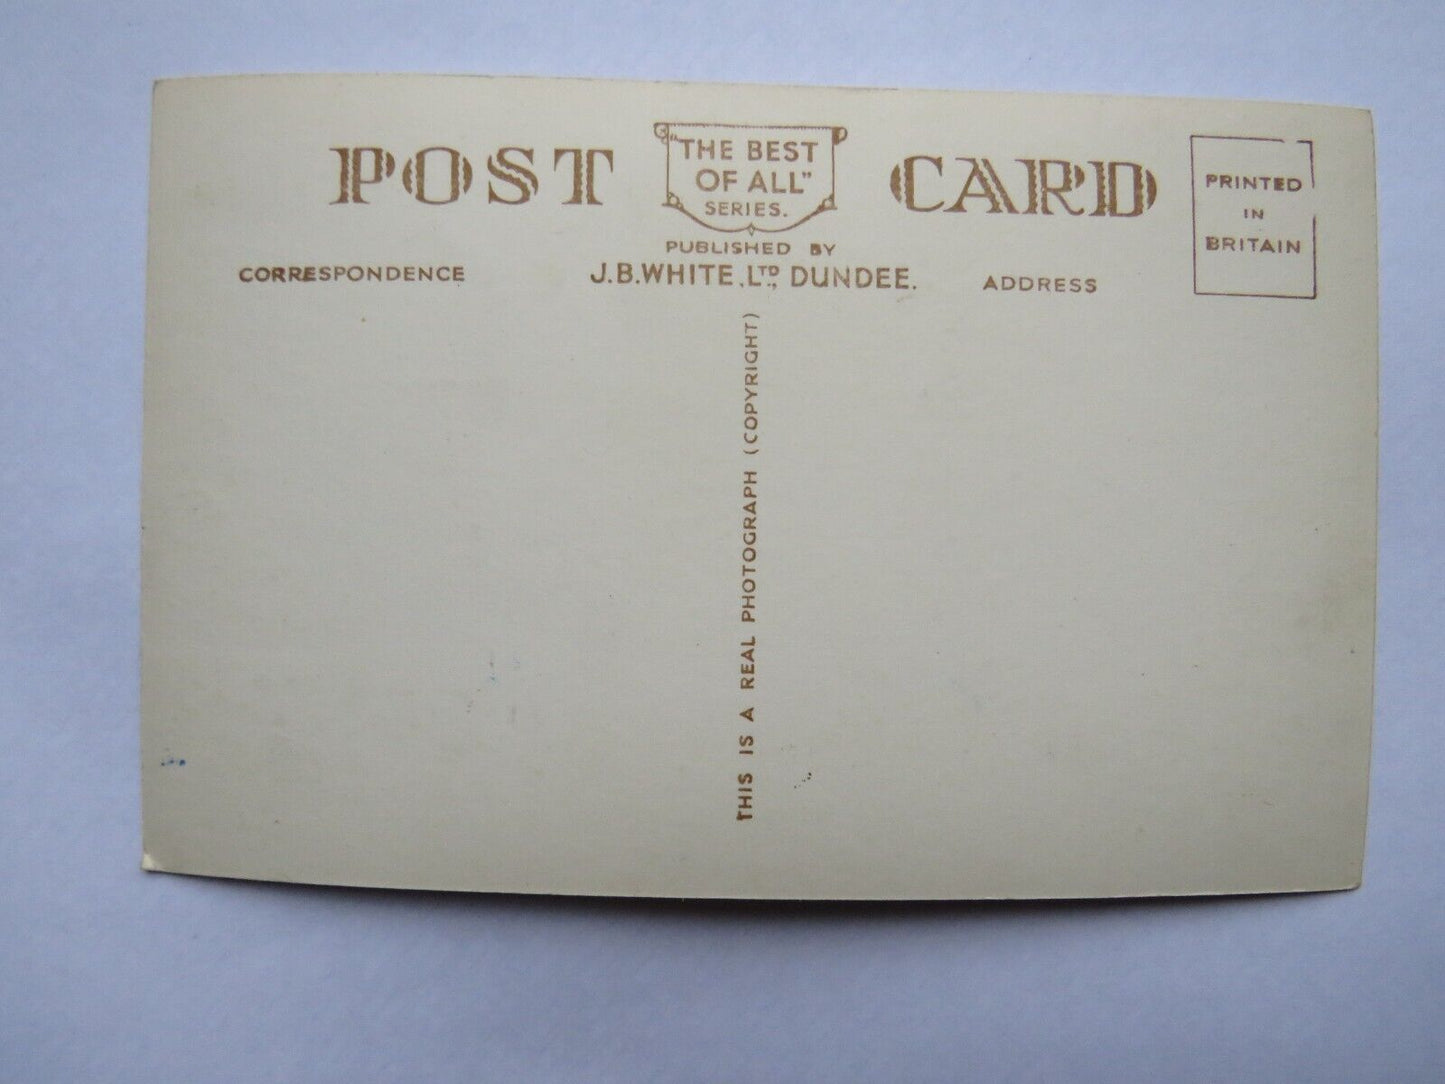 POST CARD
"THE BEST
OF ALL"
SERIES.
PUBLISHED BY
J.B.WHITE, LTD., DUNDEE.
CORRESPONDENCE
ADDRESS
PRINTED
IN
BRITAIN
THIS IS A REAL PHOTOGRAPH (COPYRIGHT)